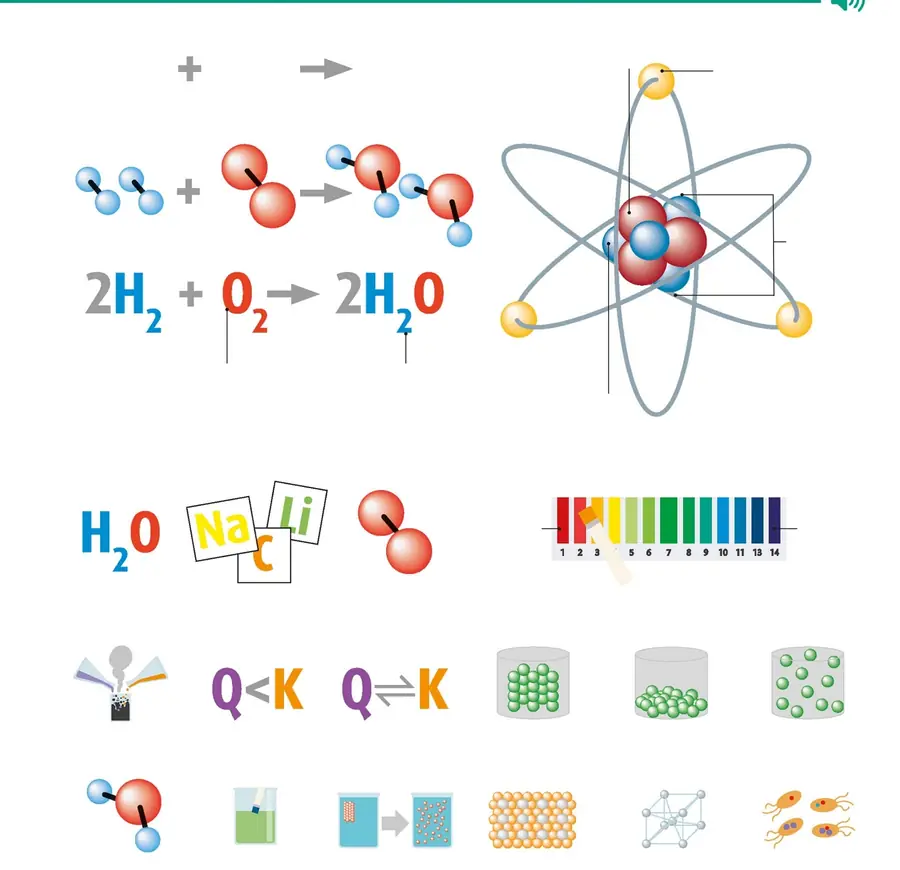 + →
+ →
2H₂ + O₂ → 2H₂O
H₂O Na C Li
1 2 3 5 6 7 8 9 10 11 13 14
Q<K Q⇌K